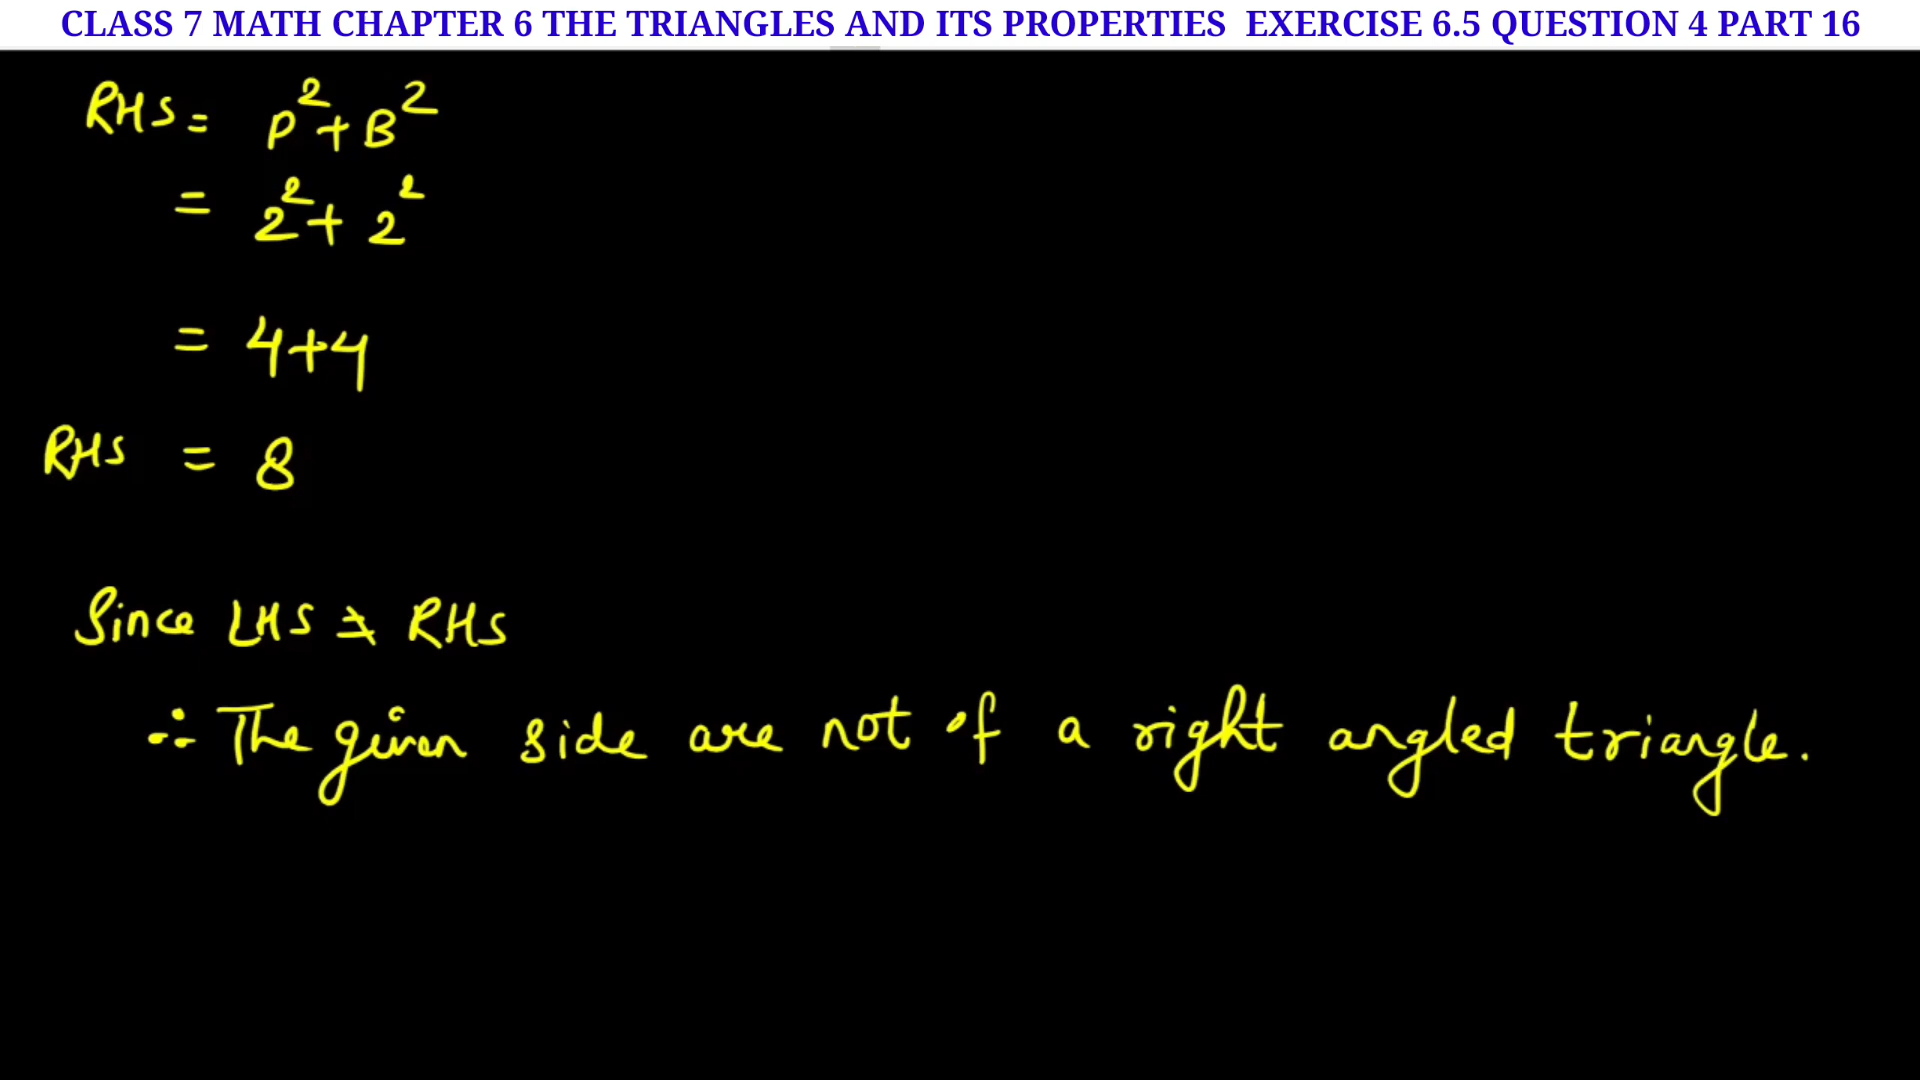 CLASS 7 MATH CHAPTER 6 THE TRIANGLES AND ITS PROPERTIES EXERCISE 6.5 QUESTION 4 PART 16
RHS = P² + B²
= 2² + 2²
= 4+4
RHS = 8
Since LHS ≠ RHS
∴ The given side are not of a right angled triangle.